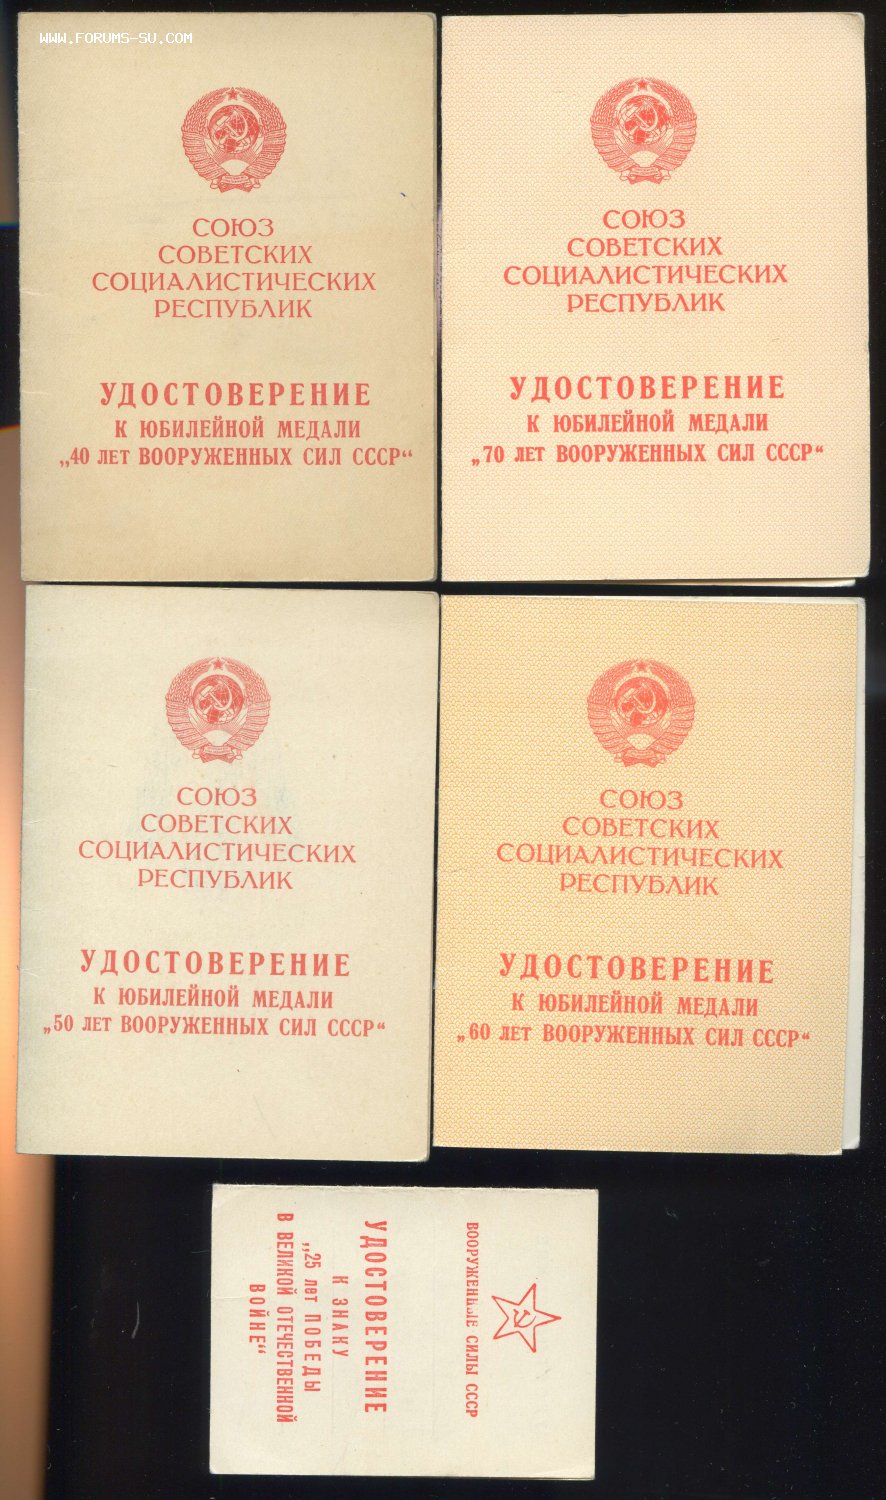 WWW.FORUMS-SU.COM
СОЮЗ
СОВЕТСКИХ
СОЦИАЛИСТИЧЕСКИХ
РЕСПУБЛИК
УДОСТОВЕРЕНИЕ
К ЮБИЛЕЙНОЙ МЕДАЛИ
„40 лет ВООРУЖЕННЫХ СИЛ СССР“
СОЮЗ
СОВЕТСКИХ
СОЦИАЛИСТИЧЕСКИХ
РЕСПУБЛИК
УДОСТОВЕРЕНИЕ
К ЮБИЛЕЙНОЙ МЕДАЛИ
„70 лет ВООРУЖЕННЫХ СИЛ СССР“
СОЮЗ
СОВЕТСКИХ
СОЦИАЛИСТИЧЕСКИХ
РЕСПУБЛИК
УДОСТОВЕРЕНИЕ
К ЮБИЛЕЙНОЙ МЕДАЛИ
„50 лет ВООРУЖЕННЫХ СИЛ СССР“
СОЮЗ
СОВЕТСКИХ
СОЦИАЛИСТИЧЕСКИХ
РЕСПУБЛИК
УДОСТОВЕРЕНИЕ
К ЮБИЛЕЙНОЙ МЕДАЛИ
„60 лет ВООРУЖЕННЫХ СИЛ СССР“
ВООРУЖЕННЫЕ СИЛЫ СССР
УДОСТОВЕРЕНИЕ
К ЗНАКУ
„25 лет ПОБЕДЫ
В ВЕЛИКОЙ ОТЕЧЕСТВЕННОЙ
ВОЙНЕ“